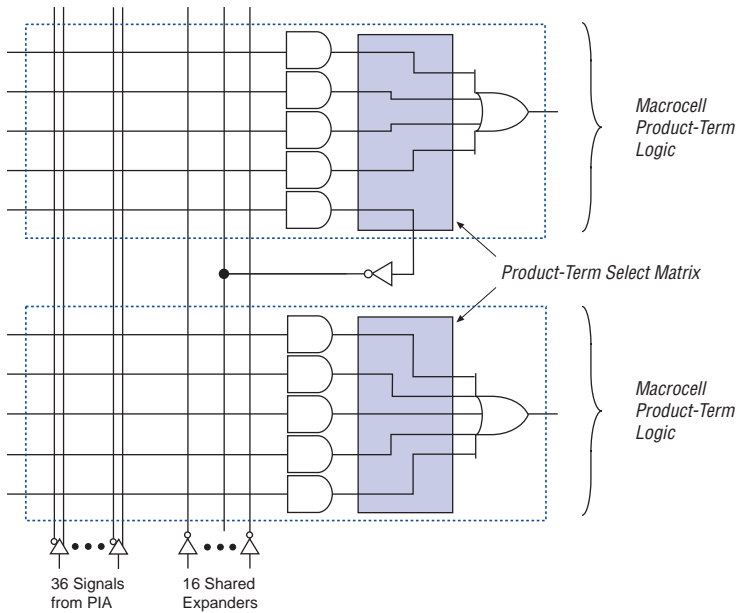 Macrocell
Product-Term
Logic
Product-Term Select Matrix
Macrocell
Product-Term
Logic
36 Signals
from PIA
16 Shared
Expanders